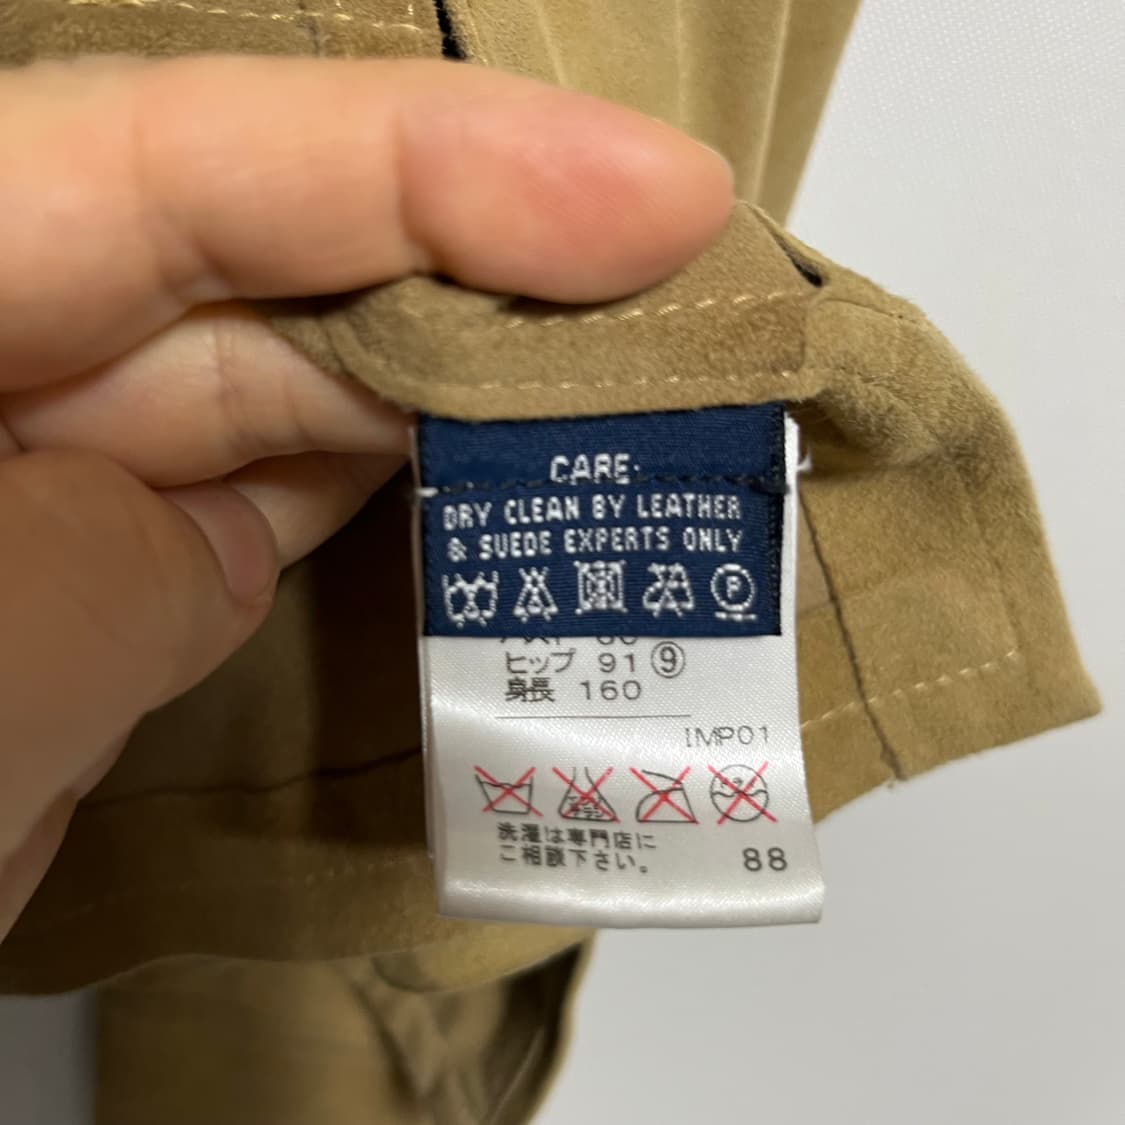 CARE:
DRY CLEAN BY LEATHER
& SUEDE EXPERTS ONLY
P
ヒップ 91 ⑨
身長 160
IMP01
洗濯は専門店に
ご相談下さい。
88